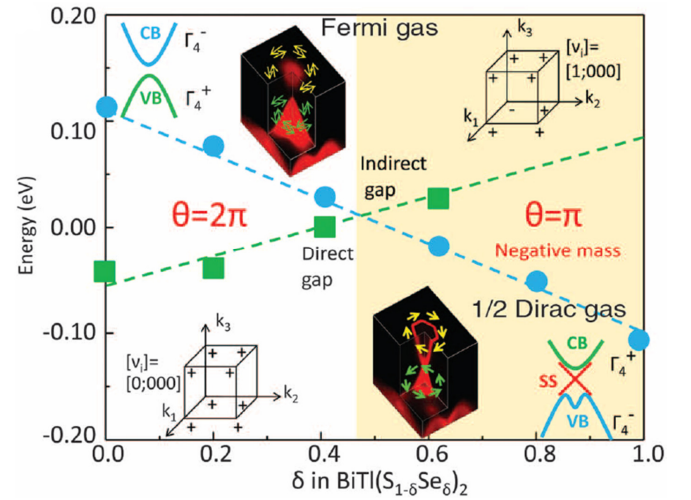 0.20
Fermi gas
CB
Γ₄⁻
VB
Γ₄⁺
k₃
[νᵢ]=
[1;000]
+ + + + + + -
k₂
k₁
0.10
Energy (eV)
0.00
-0.10
-0.20
Indirect
gap
θ=2π
Direct
gap
θ=π
Negative mass
1/2 Dirac gas
k₃
[νᵢ]=
[0;000]
+ + + + + + + +
k₂
k₁
CB
Γ₄⁺
SS
VB
Γ₄⁻
0.0 0.2 0.4 0.6 0.8 1.0
δ in BiTl(S₁₋δSeδ)₂